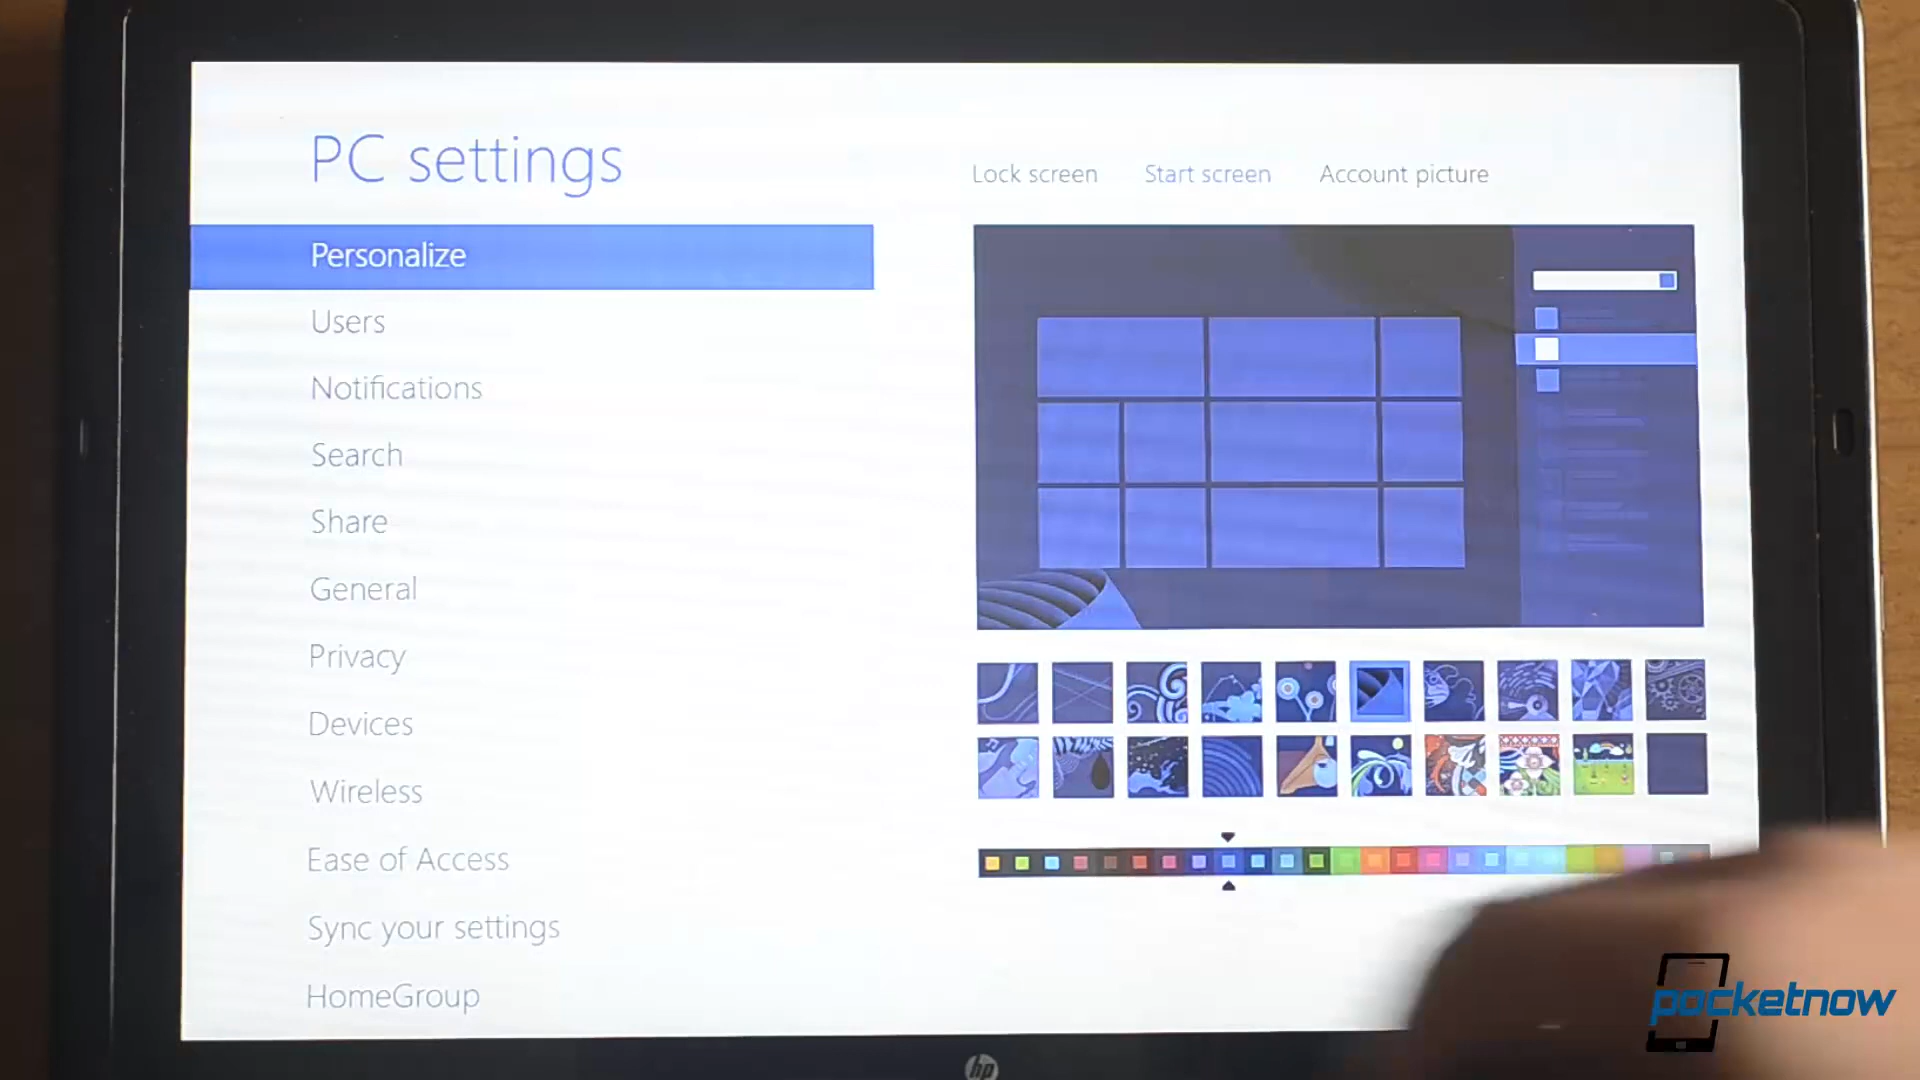 PC settings
Lock screen
Start screen
Account picture
Personalize
Users
Notifications
Search
Share
General
Privacy
Devices
Wireless
Ease of Access
Sync your settings
HomeGroup
hp
pocketnow